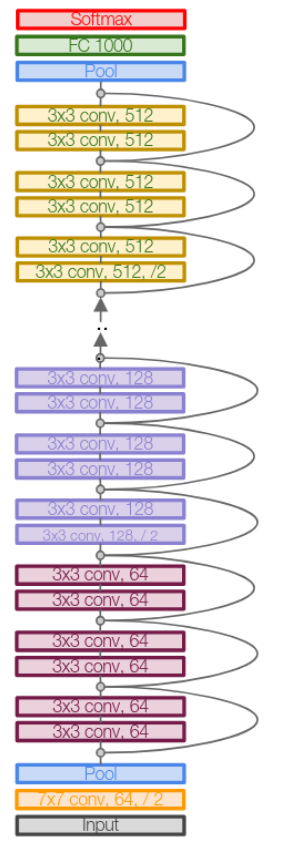 Softmax
FC 1000
Pool
3x3 conv, 512
3x3 conv, 512
3x3 conv, 512
3x3 conv, 512
3x3 conv, 512
3x3 conv, 512, /2
..
3x3 conv, 128
3x3 conv, 128
3x3 conv, 128
3x3 conv, 128
3x3 conv, 128
3x3 conv, 128, / 2
3x3 conv, 64
3x3 conv, 64
3x3 conv, 64
3x3 conv, 64
3x3 conv, 64
3x3 conv, 64
Pool
7x7 conv, 64, / 2
Input